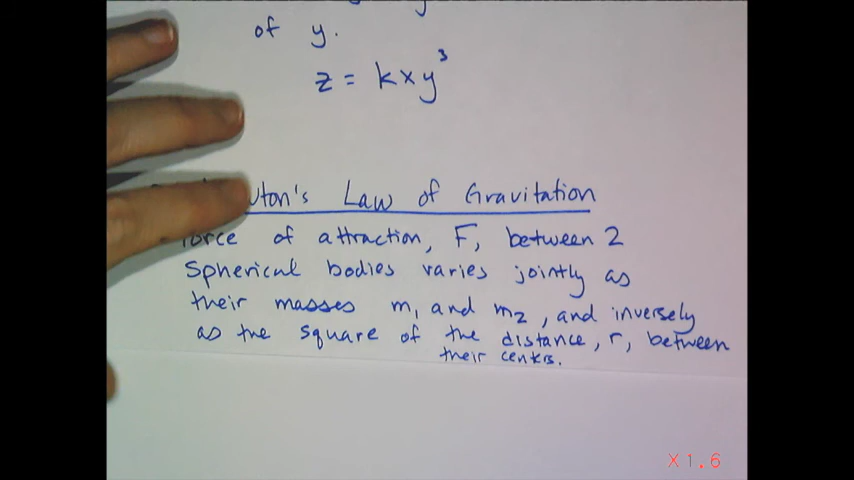 of y.
z = kxy³
Law of Gravitation
of attraction, F, between 2
Spherical bodies varies jointly as
their masses m₁ and m₂, and inversely
as the square of the distance, r, between
their centers.
X1.6